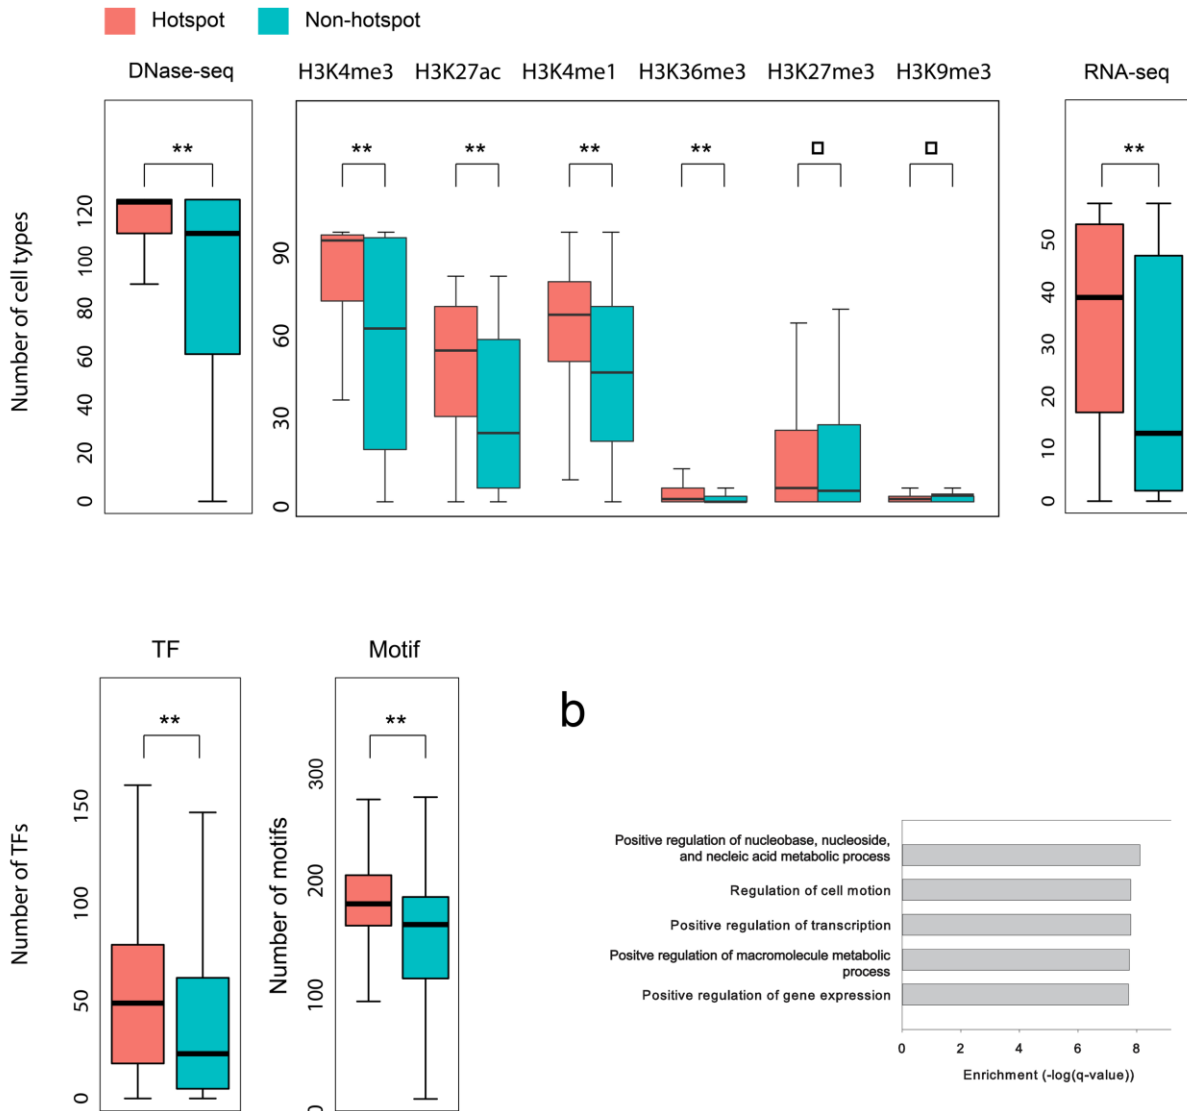 Hotspot
Non-hotspot
DNase-seq
H3K4me3
H3K27ac
H3K4me1
H3K36me3
H3K27me3
H3K9me3
RNA-seq
**
**
**
**
**
**
Number of cell types
120
100
80
60
40
20
0
90
60
30
0
50
40
30
20
10
0
TF
Motif
**
**
Number of TFs
150
100
50
0
Number of motifs
300
200
100
0
b
Positive regulation of nucleobase, nucleoside,
and necleic acid metabolic process
Regulation of cell motion
Positive regulation of transcription
Positve regulation of macromolecule metabolic
process
Positive regulation of gene expression
0 2 4 6 8
Enrichment (-log(q-value))